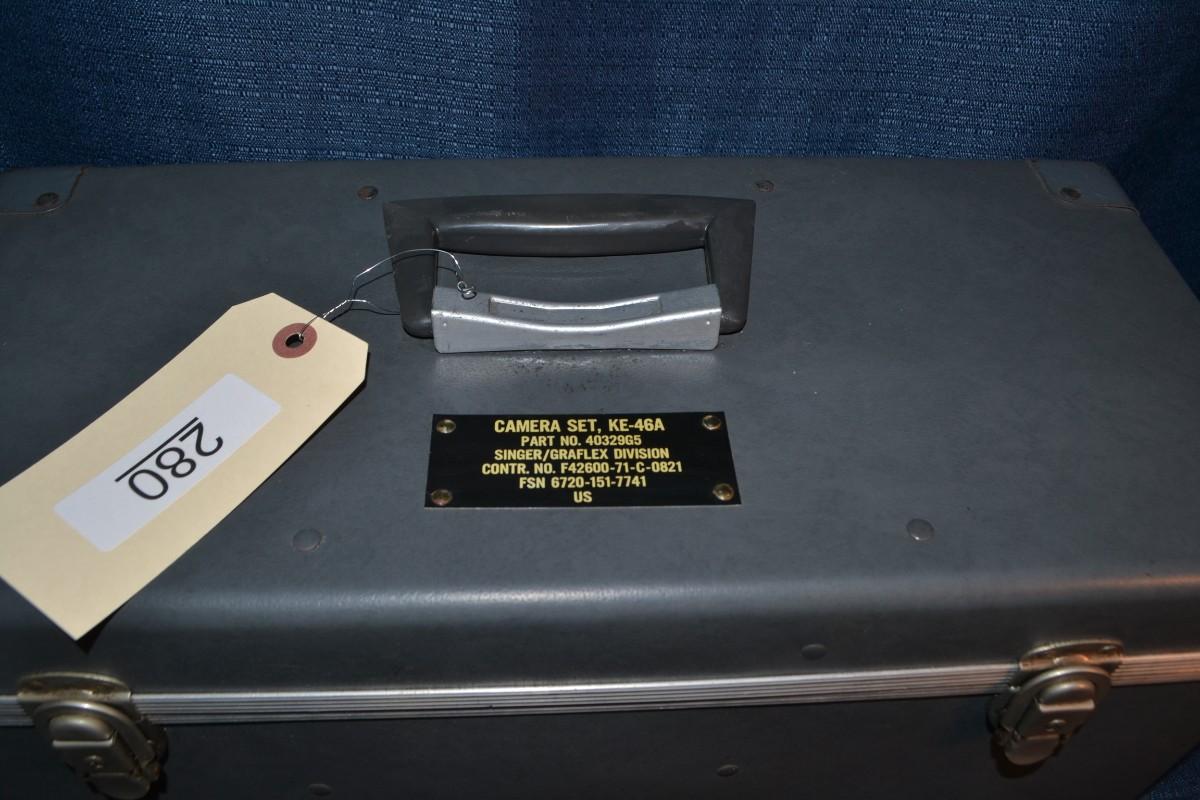 CAMERA SET, KE-46A
PART NO. 40329G5
SINGER/GRAFLEX DIVISION
CONTR. NO. F42600-71-C-0821
FSN 6720-151-7741
US
280